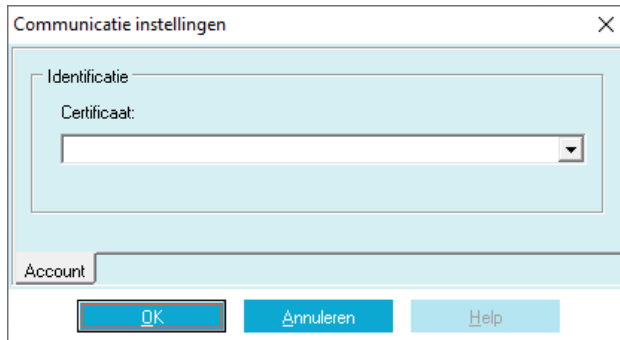 Communicatie instellingen
Identificatie
Certificaat:
Account
OK
Annuleren
Help